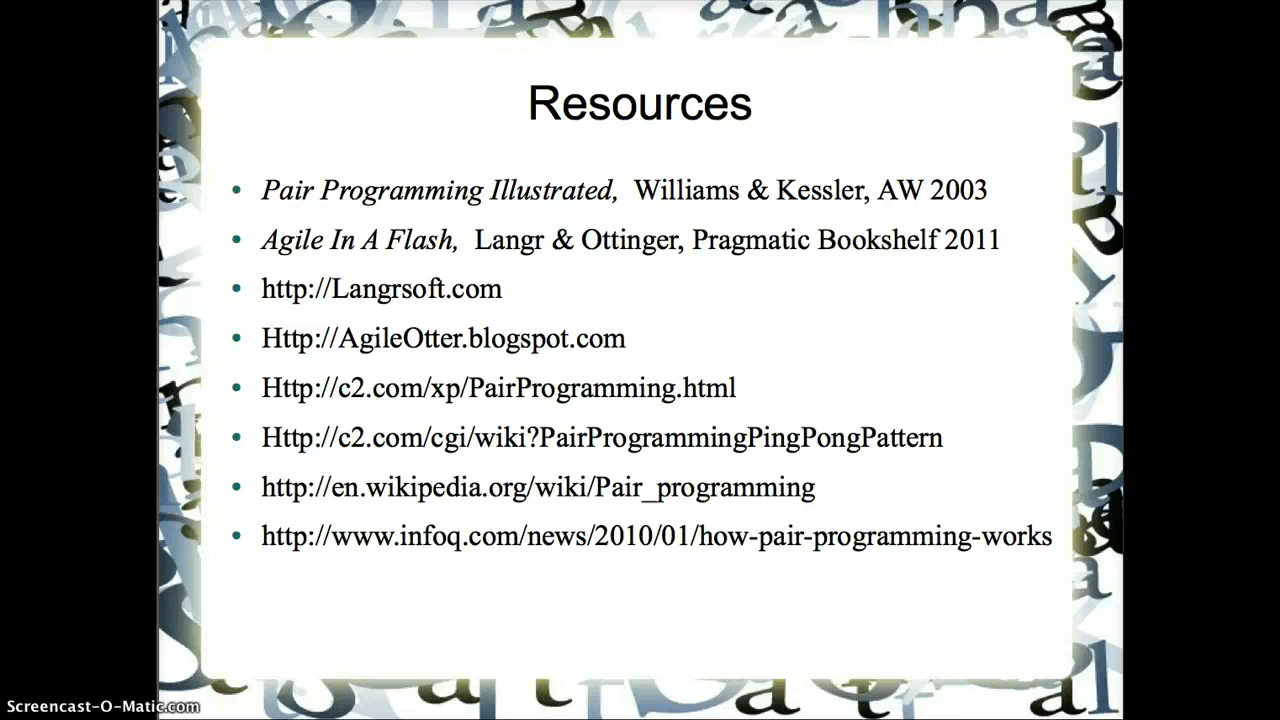 Resources
• Pair Programming Illustrated, Williams & Kessler, AW 2003
• Agile In A Flash, Langr & Ottinger, Pragmatic Bookshelf 2011
• http://Langrsoft.com
• Http://AgileOtter.blogspot.com
• Http://c2.com/xp/PairProgramming.html
• Http://c2.com/cgi/wiki?PairProgrammingPingPongPattern
• http://en.wikipedia.org/wiki/Pair_programming
• http://www.infoq.com/news/2010/01/how-pair-programming-works
Screencast-O-Matic.com